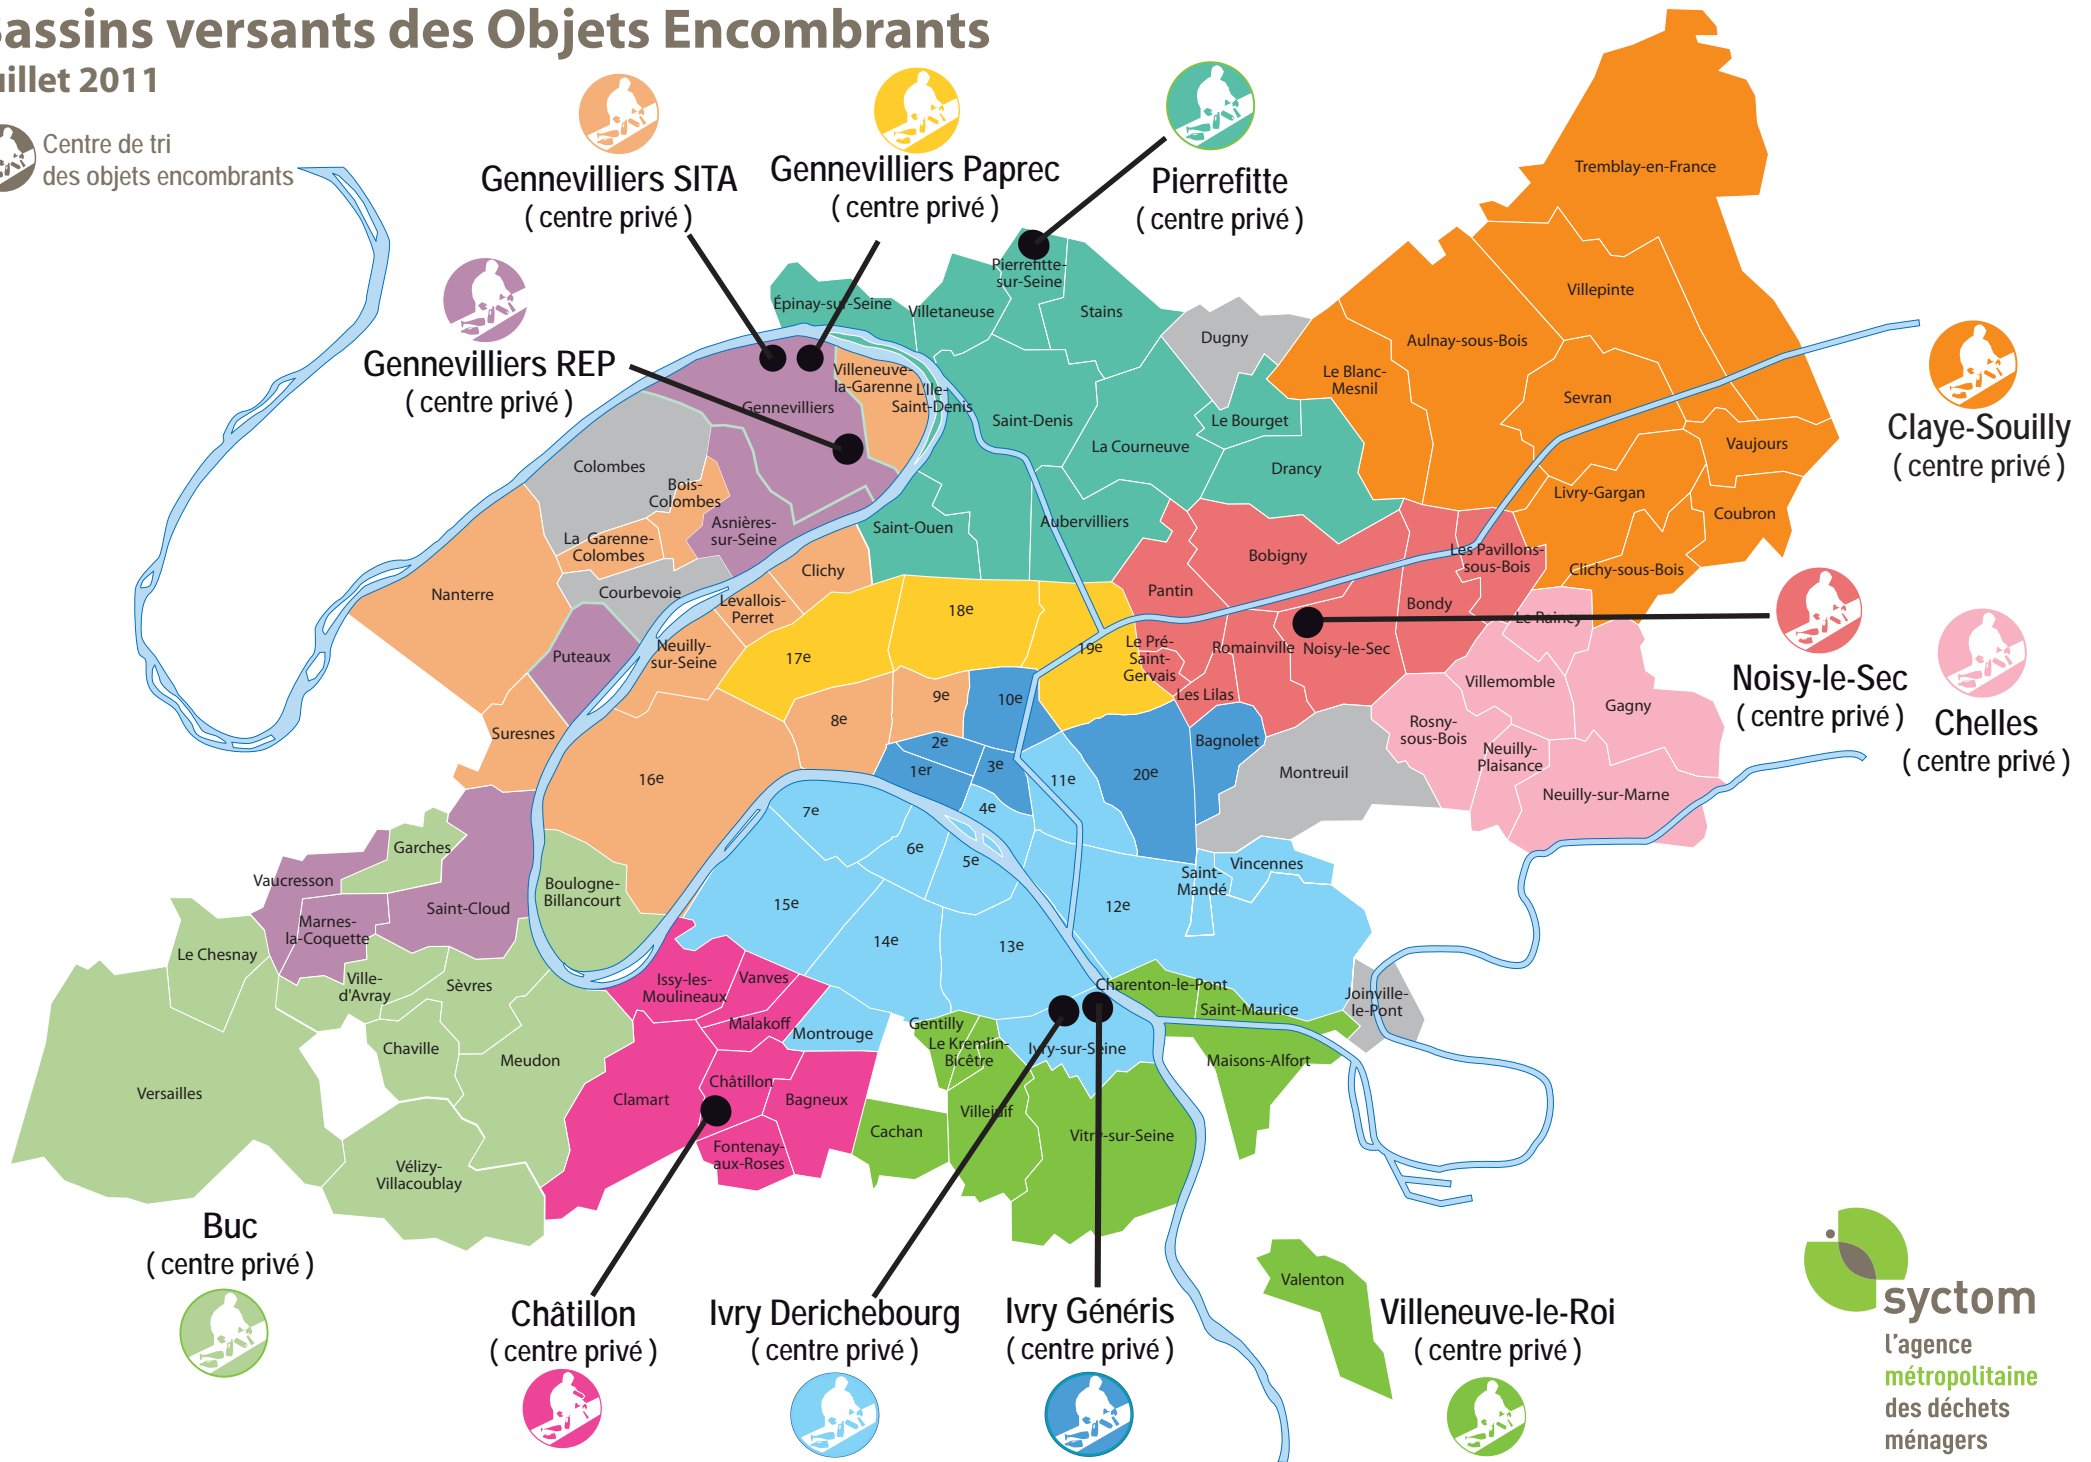 assins versants des Objets Encombrants
uillet 2011
Centre de tri
des objets encombrants
Gennevilliers SITA
( centre privé )
Gennevilliers Paprec
( centre privé )
Pierrefitte
( centre privé )
Gennevilliers REP
( centre privé )
Claye-Souilly
( centre privé )
Noisy-le-Sec
( centre privé )
Chelles
( centre privé )
Tremblay-en-France
Villepinte
Aulnay-sous-Bois
Le Blanc-
Mesnil
Sevran
Vaujours
Livry-Gargan
Coubron
Clichy-sous-Bois
Pierrefitte-
sur-Seine
Épinay-sur-Seine
Villetaneuse
Stains
Dugny
Villeneuve-
la-Garenne
L'Ile-
Saint-Denis
Gennevilliers
Saint-Denis
Le Bourget
La Courneuve
Drancy
Colombes
Bois-
Colombes
Asnières-
sur-Seine
La Garenne-
Colombes
Saint-Ouen
Aubervilliers
Bobigny
Les Pavillons-
sous-Bois
Nanterre
Courbevoie
Clichy
Levallois-
Perret
Pantin
Bondy
Le Raincy
Puteaux
Neuilly-
sur-Seine
17e
18e
19e
Le Pré-
Saint-
Gervais
Romainville
Noisy-le-Sec
Les Lilas
Villemomble
Gagny
Suresnes
16e
8e
9e
10e
2e
1er
3e
11e
20e
Bagnolet
Montreuil
Rosny-
sous-Bois
Neuilly-
Plaisance
Neuilly-sur-Marne
7e
4e
6e
5e
Garches
Vaucresson
Marnes-
la-Coquette
Saint-Cloud
Boulogne-
Billancourt
15e
14e
13e
12e
Saint-
Mandé
Vincennes
Le Chesnay
Ville-
d'Avray
Sèvres
Issy-les-
Moulineaux
Vanves
Malakoff
Montrouge
Gentilly
Le Kremlin-
Bicêtre
Ivry-sur-Seine
Charenton-le-Pont
Saint-Maurice
Joinville-
le-Pont
Maisons-Alfort
Chaville
Meudon
Versailles
Vélizy-
Villacoublay
Clamart
Châtillon
Bagneux
Fontenay-
aux-Roses
Cachan
Villejuif
Vitry-sur-Seine
Valenton
Buc
( centre privé )
Châtillon
( centre privé )
Ivry Derichebourg
( centre privé )
Ivry Généris
( centre privé )
Villeneuve-le-Roi
( centre privé )
syctom
l'agence
métropolitaine
des déchets
ménagers